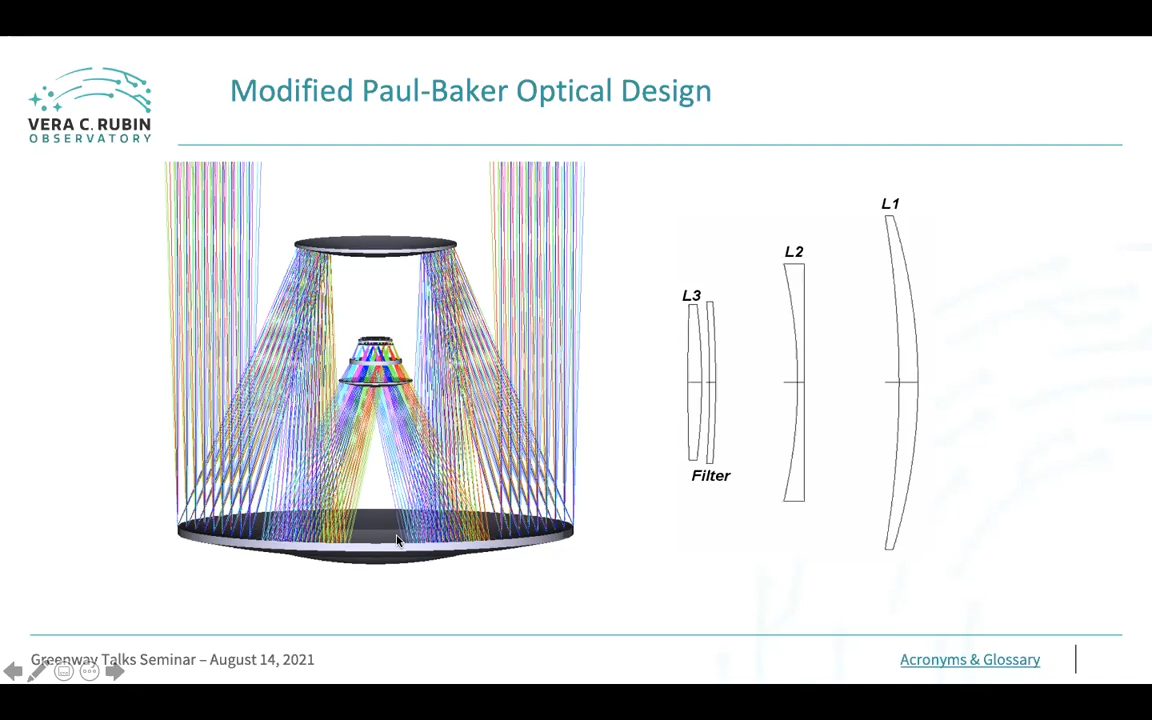 Modified Paul-Baker Optical Design
VERA C. RUBIN
OBSERVATORY
L1
L2
L3
Filter
Greenway Talks Seminar – August 14, 2021
Acronyms & Glossary